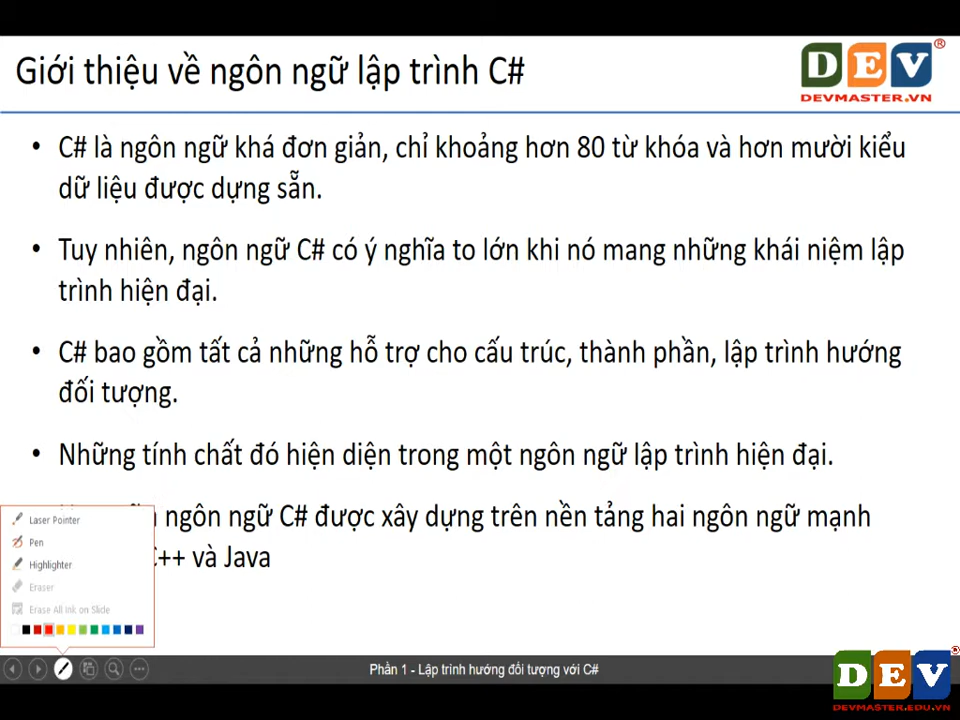 Giới thiệu về ngôn ngữ lập trình C#
DEV
®
DEVMASTER.VN
• C# là ngôn ngữ khá đơn giản, chỉ khoảng hơn 80 từ khóa và hơn mười kiểu
dữ liệu được dựng sẵn.
• Tuy nhiên, ngôn ngữ C# có ý nghĩa to lớn khi nó mang những khái niệm lập
trình hiện đại.
• C# bao gồm tất cả những hỗ trợ cho cấu trúc, thành phần, lập trình hướng
đối tượng.
• Những tính chất đó hiện diện trong một ngôn ngữ lập trình hiện đại.
ngôn ngữ C# được xây dựng trên nền tảng hai ngôn ngữ mạnh
C++ và Java
Laser Pointer
Pen
Highlighter
Eraser
Erase All Ink on Slide
Phần 1 - Lập trình hướng đối tượng với C#
DEV
®
DEVMASTER.EDU.VN